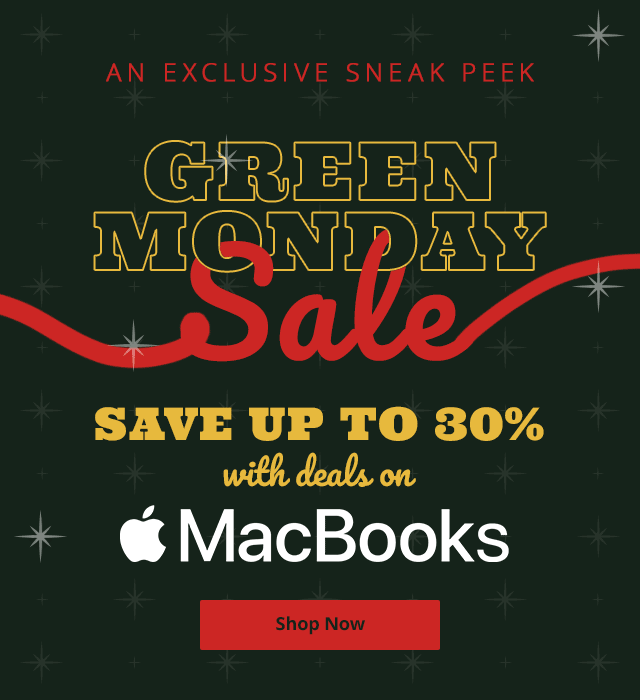 AN EXCLUSIVE SNEAK PEEK
GREEN
MONDAY
Sale
SAVE UP TO 30%
with deals on
MacBooks
Shop Now